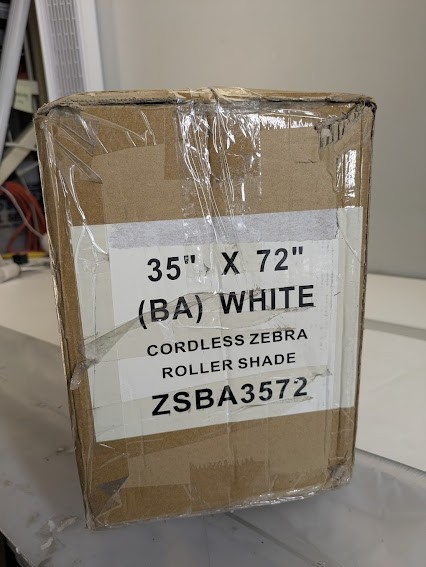 35" X 72"
(BA) WHITE
CORDLESS ZEBRA
ROLLER SHADE
ZSBA3572